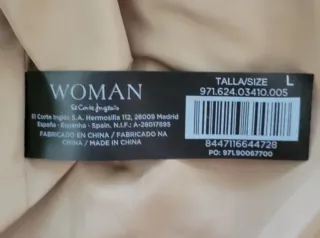 WOMAN
El Corte Inglés
El Corte Inglés S.A. Hermosilla 112, 28009 Madrid
España - Espanha - Spain. N.I.F.: A-28017895
FABRICADO EN CHINA / FABRICADO NA
CHINA / MADE IN CHINA
TALLA/SIZE L
971.624.03410.005
8447116644728
PO: 971.90067700